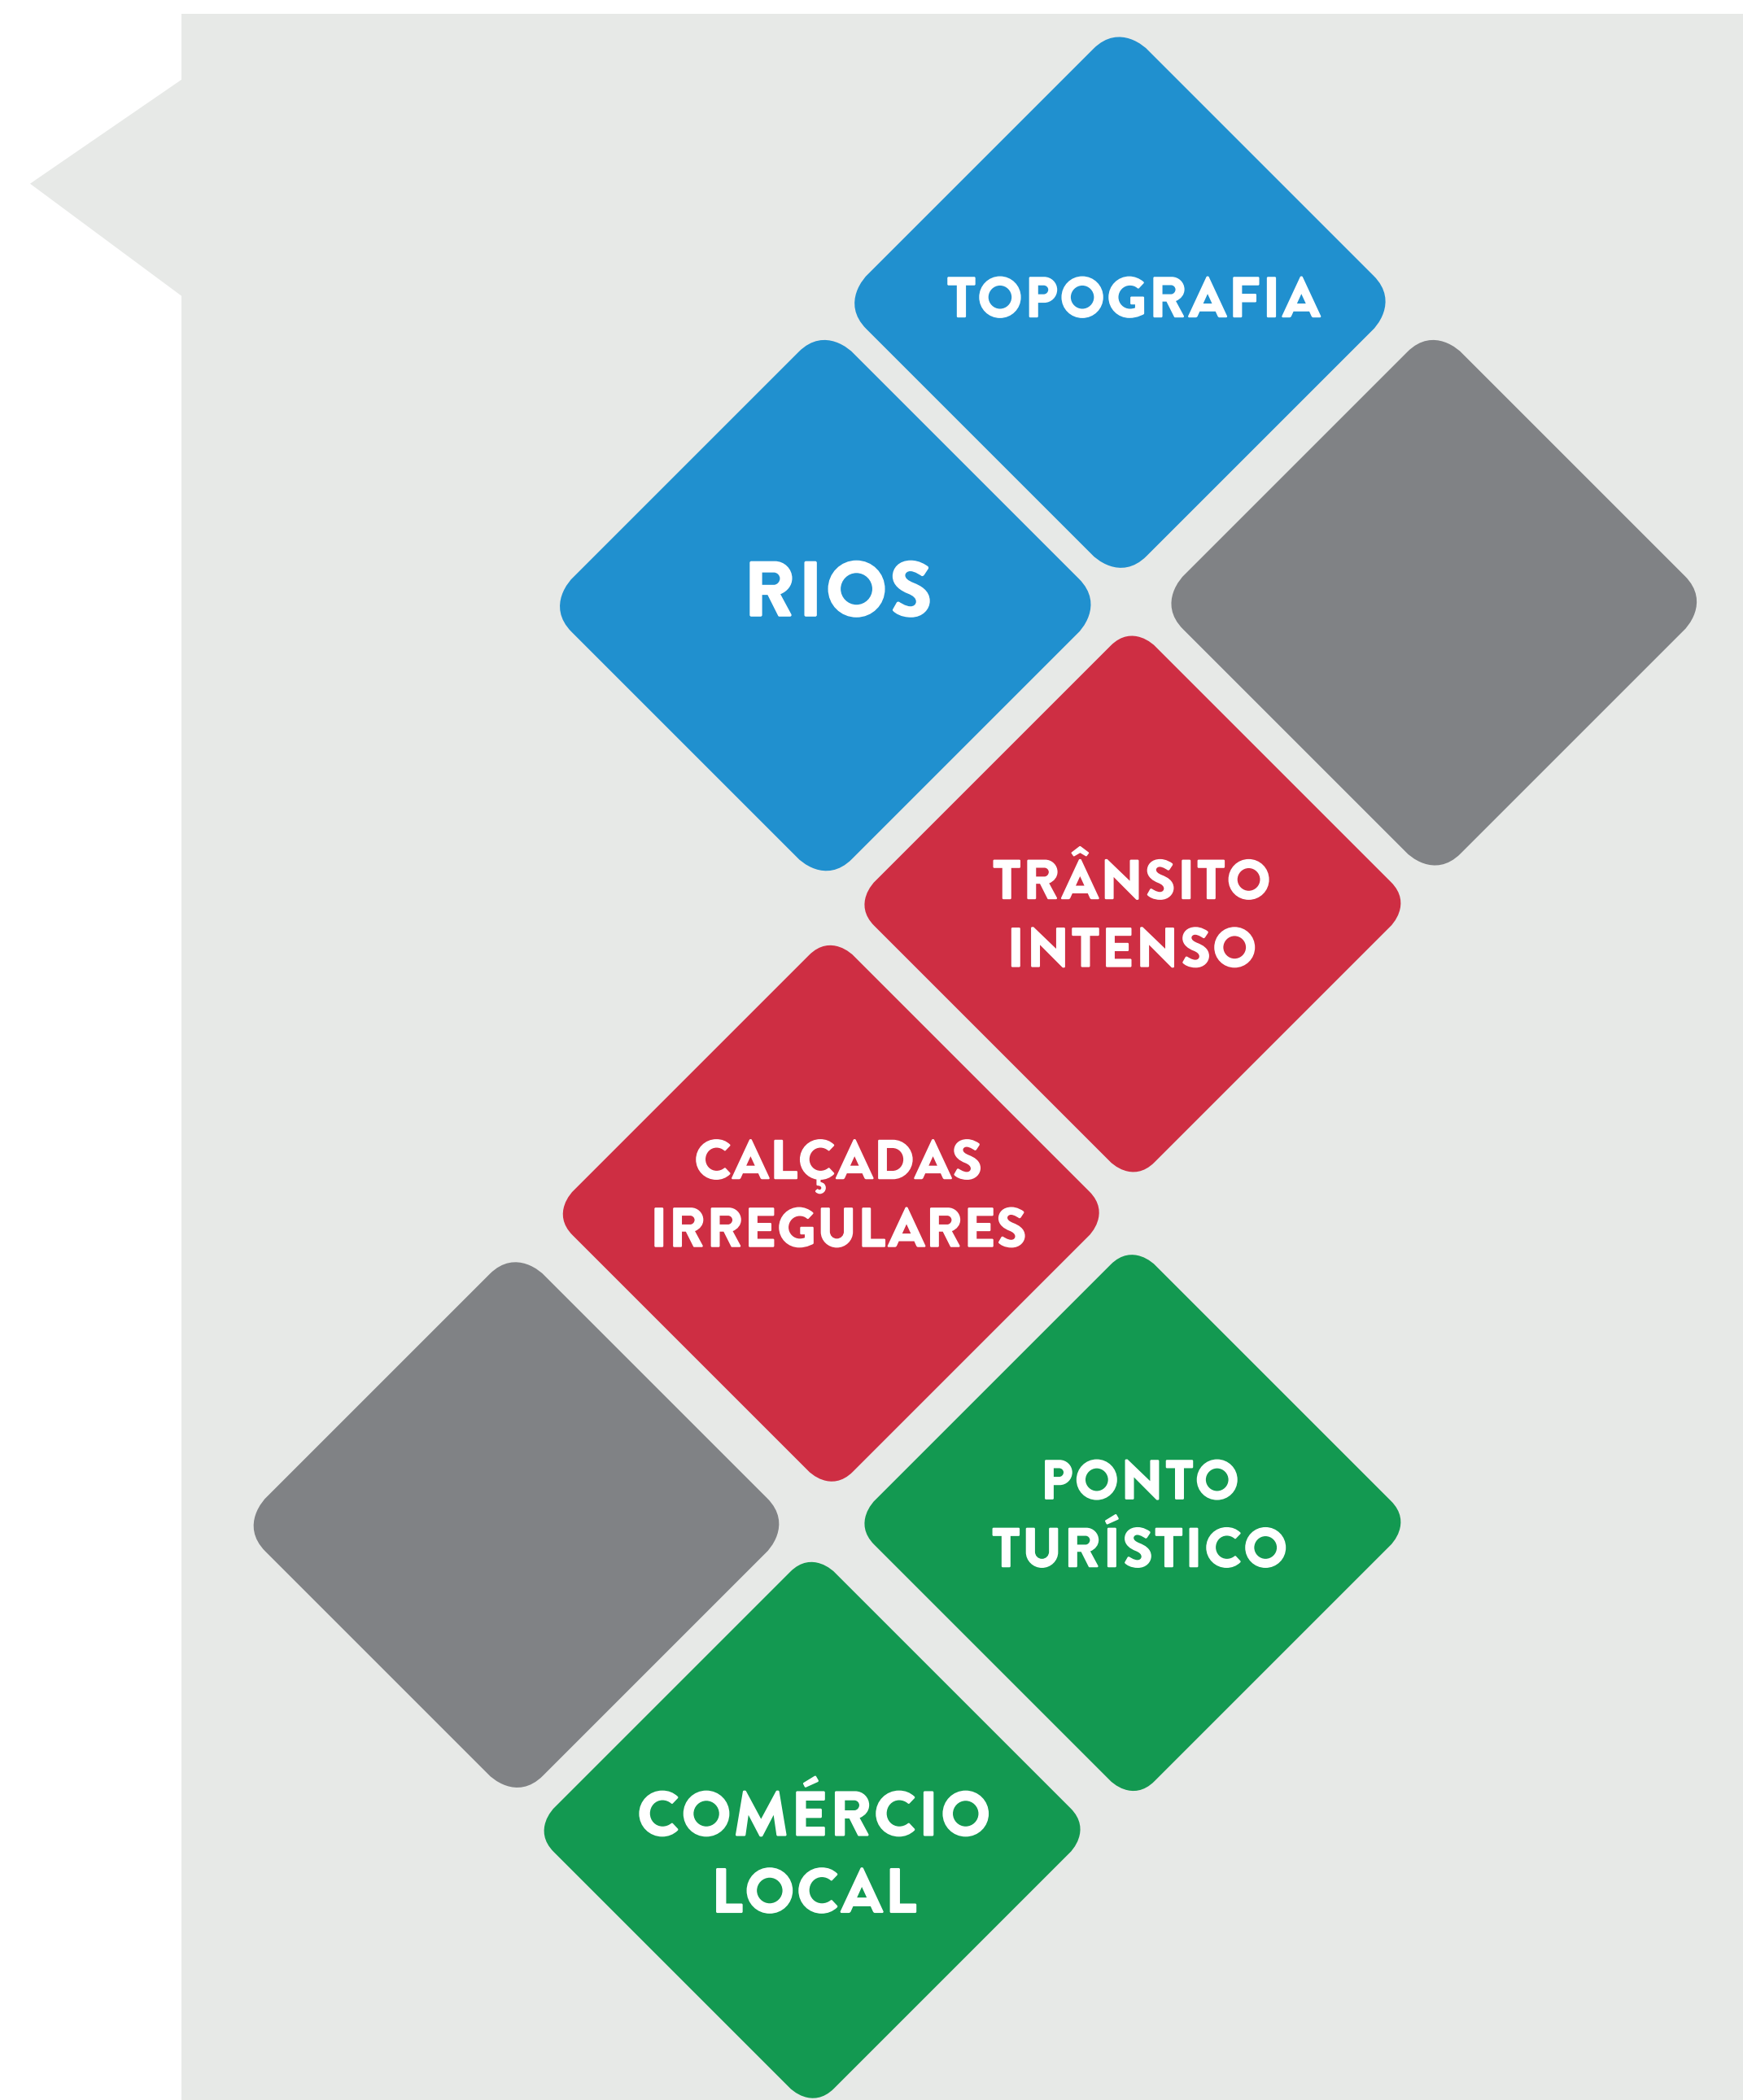 TOPOGRAFIA
RIOS
TRÂNSITO
INTENSO
CALÇADAS
IRREGULARES
PONTO
TURÍSTICO
COMÉRCIO
LOCAL